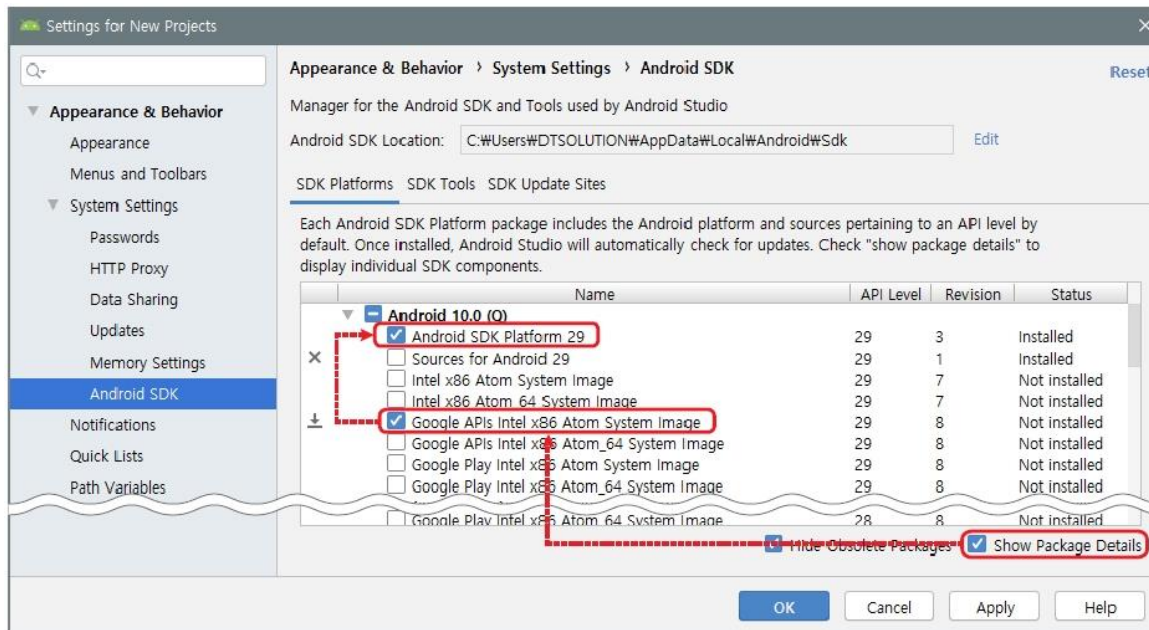 Settings for New Projects
Appearance & Behavior
Appearance
Menus and Toolbars
System Settings
Passwords
HTTP Proxy
Data Sharing
Updates
Memory Settings
Android SDK
Notifications
Quick Lists
Path Variables
Appearance & Behavior › System Settings › Android SDK
Reset
Manager for the Android SDK and Tools used by Android Studio
Android SDK Location: C:₩Users₩DTSOLUTION₩AppData₩Local₩Android₩Sdk Edit
SDK Platforms SDK Tools SDK Update Sites
Each Android SDK Platform package includes the Android platform and sources pertaining to an API level by
default. Once installed, Android Studio will automatically check for updates. Check "show package details" to
display individual SDK components.
Name API Level Revision Status
Android 10.0 (Q)
Android SDK Platform 29 29 3 Installed
Sources for Android 29 29 1 Installed
Intel x86 Atom System Image 29 7 Not installed
Intel x86 Atom_64 System Image 29 7 Not installed
Google APIs Intel x86 Atom System Image 29 8 Not installed
Google APIs Intel x86 Atom_64 System Image 29 8 Not installed
Google Play Intel x86 Atom System Image 29 8 Not installed
Google Play Intel x86 Atom_64 System Image 29 8 Not installed
Google Play Intel x86 Atom_64 System Image 28 8 Not installed
Hide Obsolete Packages Show Package Details
OK Cancel Apply Help